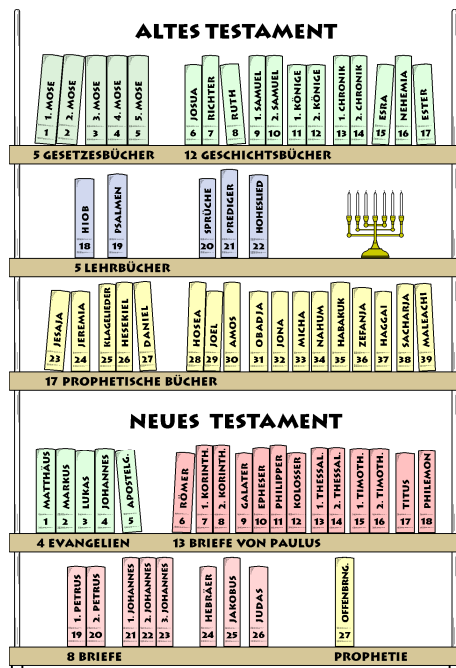 ALTES TESTAMENT
1. MOSE 1
2. MOSE 2
3. MOSE 3
4. MOSE 4
5. MOSE 5
JOSUA 6
RICHTER 7
RUTH 8
1. SAMUEL 9
2. SAMUEL 10
1. KÖNIGE 11
2. KÖNIGE 12
1. CHRONIK 13
2. CHRONIK 14
ESRA 15
NEHEMIA 16
ESTER 17
5 GESETZESBÜCHER
12 GESCHICHTSBÜCHER
HIOB 18
PSALMEN 19
SPRÜCHE 20
PREDIGER 21
HOHESLIED 22
5 LEHRBÜCHER
JESAJA 23
JEREMIA 24
KLAGELIEDER 25
HESEKIEL 26
DANIEL 27
HOSEA 28
JOEL 29
AMOS 30
OBADJA 31
JONA 32
MICHA 33
NAHUM 34
HABAKUK 35
ZEFANJA 36
HAGGAI 37
SACHARJA 38
MALEACHI 39
17 PROPHETISCHE BÜCHER
NEUES TESTAMENT
MATTHÄUS 1
MARKUS 2
LUKAS 3
JOHANNES 4
APOSTELG. 5
RÖMER 6
1. KORINTH. 7
2. KORINTH. 8
GALATER 9
EPHESER 10
PHILIPPER 11
KOLOSSER 12
1. THESSAL. 13
2. THESSAL. 14
1. TIMOTH. 15
2. TIMOTH. 16
TITUS 17
PHILEMON 18
4 EVANGELIEN
13 BRIEFE VON PAULUS
1. PETRUS 19
2. PETRUS 20
1. JOHANNES 21
2. JOHANNES 22
3. JOHANNES 23
HEBRÄER 24
JAKOBUS 25
JUDAS 26
OFFENBRNG. 27
8 BRIEFE
PROPHETIE